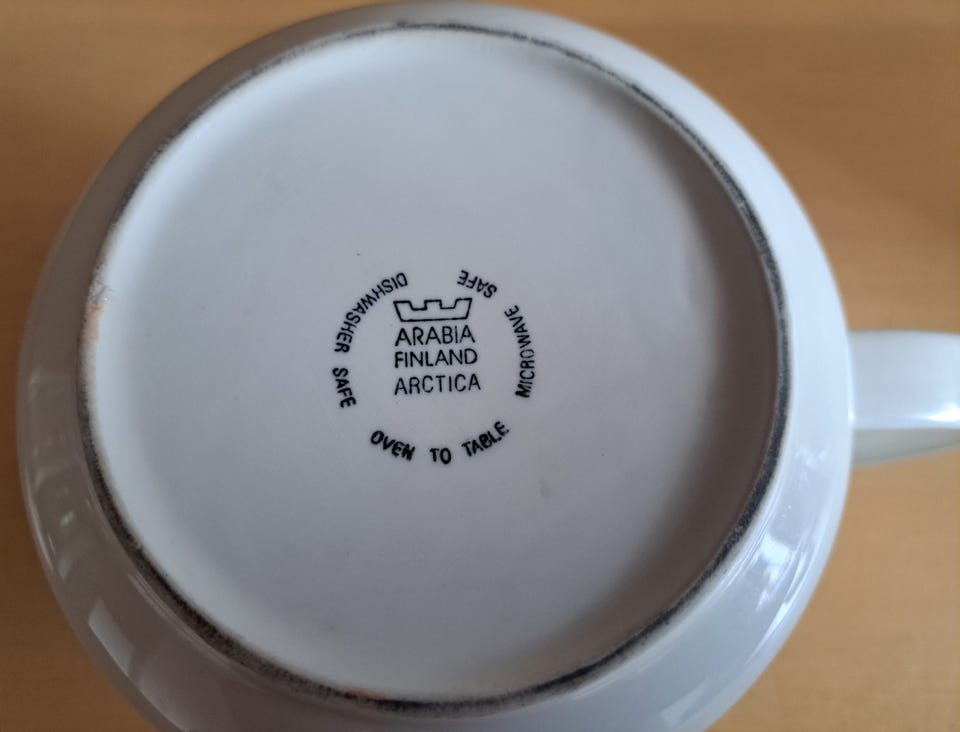 ARABIA
FINLAND
ARCTICA
DISHWASHER SAFE
OVEN TO TABLE
MICROWAVE SAFE